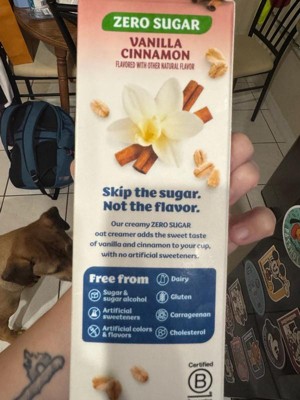 ZERO SUGAR
VANILLA
CINNAMON
FLAVORED WITH OTHER NATURAL FLAVOR
Skip the sugar.
Not the flavor.
Our creamy ZERO SUGAR
oat creamer adds the sweet taste
of vanilla and cinnamon to your cup,
with no artificial sweeteners.
Free from
Sugar &
sugar alcohol
Artificial
sweeteners
Artificial colors
& flavors
Dairy
Gluten
Carrageenan
Cholesterol
Certified
B